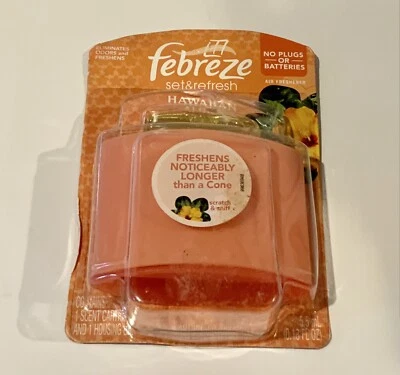 ELIMINATES
ODORS and
FRESHENS
febreze
set&refresh
NO PLUGS
OR
BATTERIES
AIR FRESHENER
HAWAIIAN
FRESHENS
NOTICEABLY
LONGER
than a Cone
scratch
& sniff
CONTAINS
1 SCENT
AND 1 HOUSING